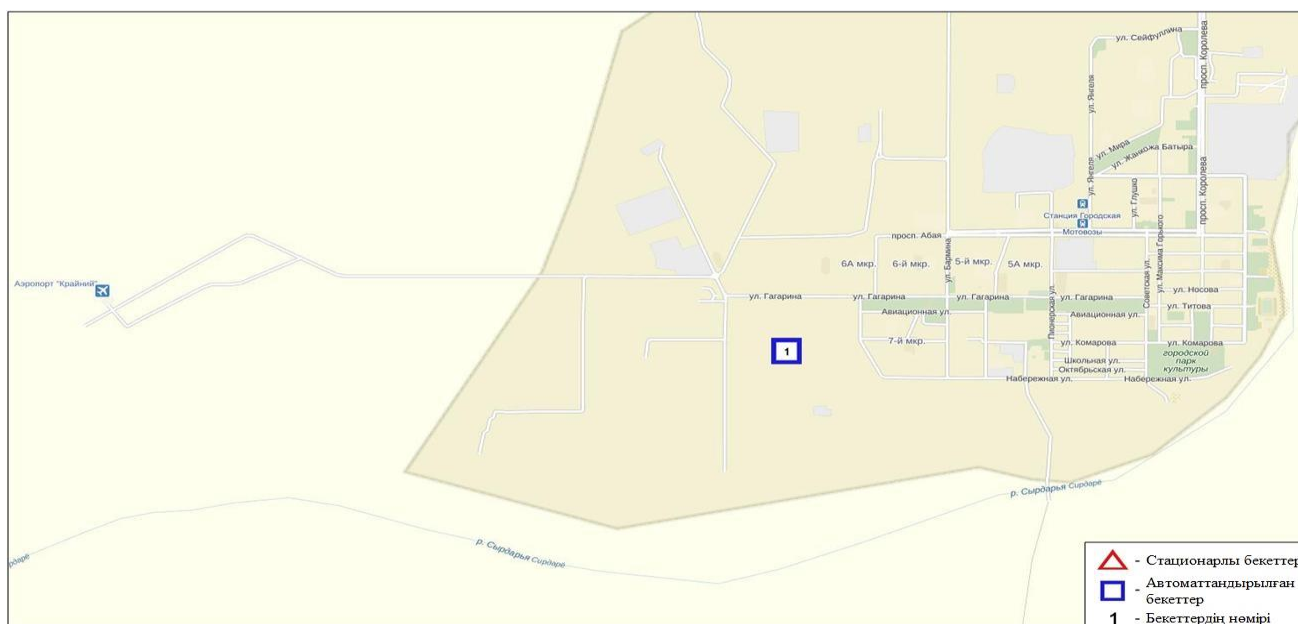 ул. Сейфуллина
просп. Королева
ул. Янгеля
ул. Мира
ул. Жанкожа Батыра
ул. Янгеля
ул. Глушко
просп. Королева
Станция Городская
Мотовозы
просп. Абая
ул. Максима Горького
ул. Бармина
6А мкр.
6-й мкр.
5-й мкр.
5А мкр.
Советская ул.
Аэропорт "Крайний"
ул. Носова
ул. Гагарина
ул. Гагарина
ул. Гагарина
ул. Гагарина
ул. Титова
Авиационная ул.
Пионерская ул.
Авиационная ул.
7-й мкр.
ул. Комарова
ул. Комарова
1
городской
парк
культуры
Школьная ул.
Октябрьская ул.
Набережная ул.
Набережная ул.
р. Сырдарья Сирдарё
р. Сырдарья Сирдарё
рдарё
- Стационарлы бекеттер
- Автоматтандырылған
бекеттер
1 - Бекеттердің нөмірі